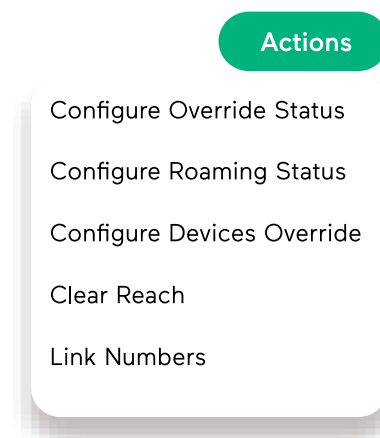 Actions
Configure Override Status
Configure Roaming Status
Configure Devices Override
Clear Reach
Link Numbers